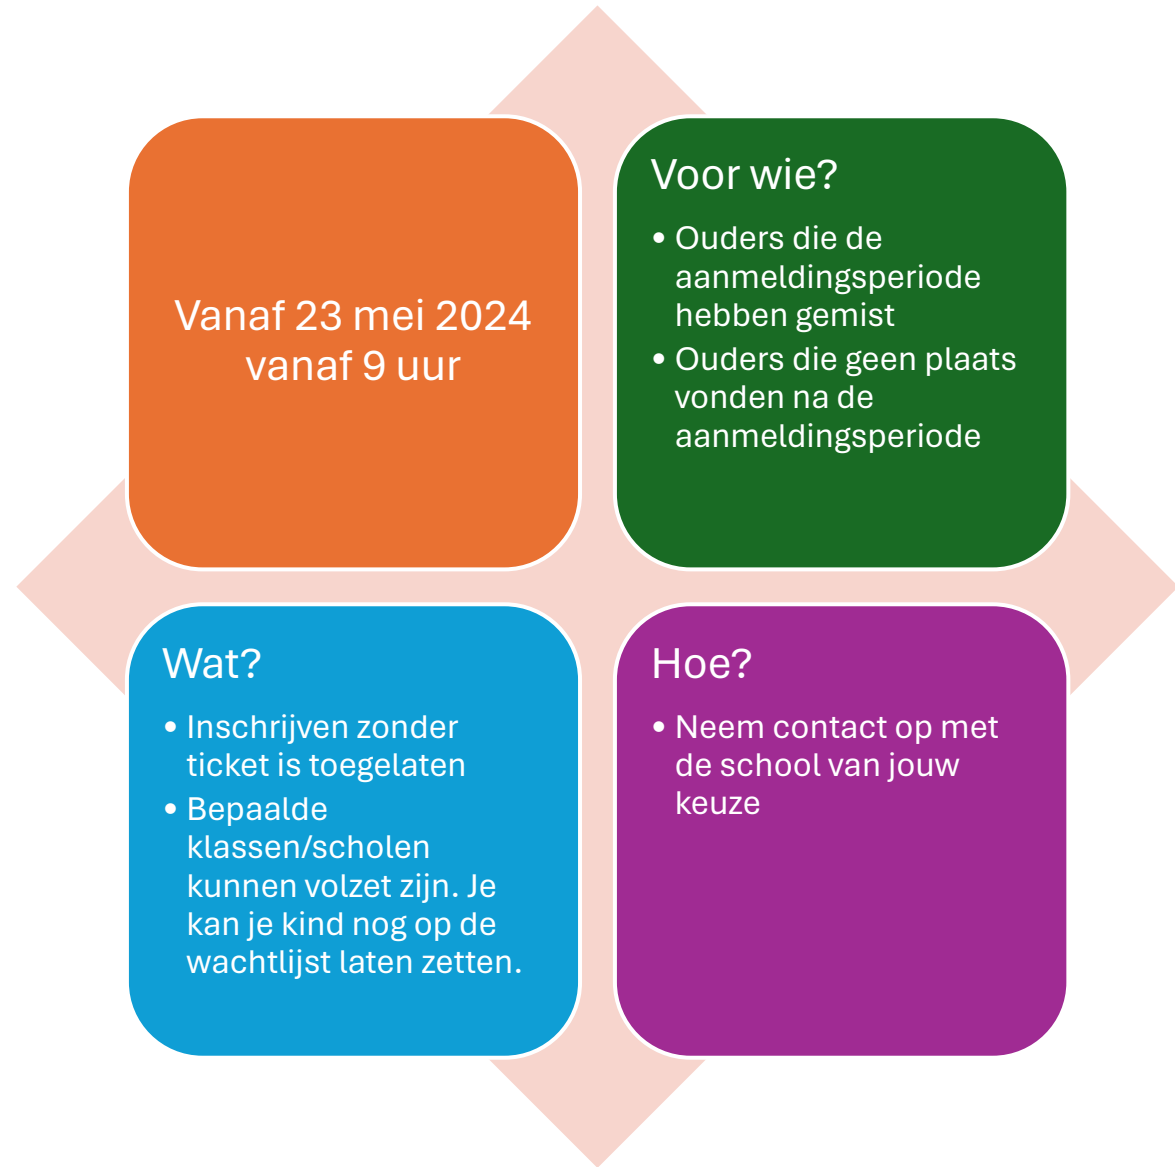 Vanaf 23 mei 2024
vanaf 9 uur
Voor wie?
• Ouders die de
aanmeldingsperiode
hebben gemist
• Ouders die geen plaats
vonden na de
aanmeldingsperiode
Wat?
• Inschrijven zonder
ticket is toegelaten
• Bepaalde
klassen/scholen
kunnen volzet zijn. Je
kan je kind nog op de
wachtlijst laten zetten.
Hoe?
• Neem contact op met
de school van jouw
keuze